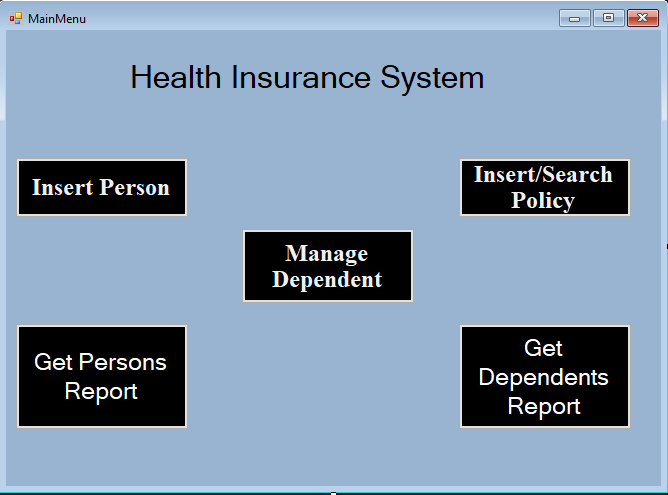 MainMenu
Health Insurance System
Insert Person
Insert/Search
Policy
Manage
Dependent
Get Persons
Report
Get
Dependents
Report